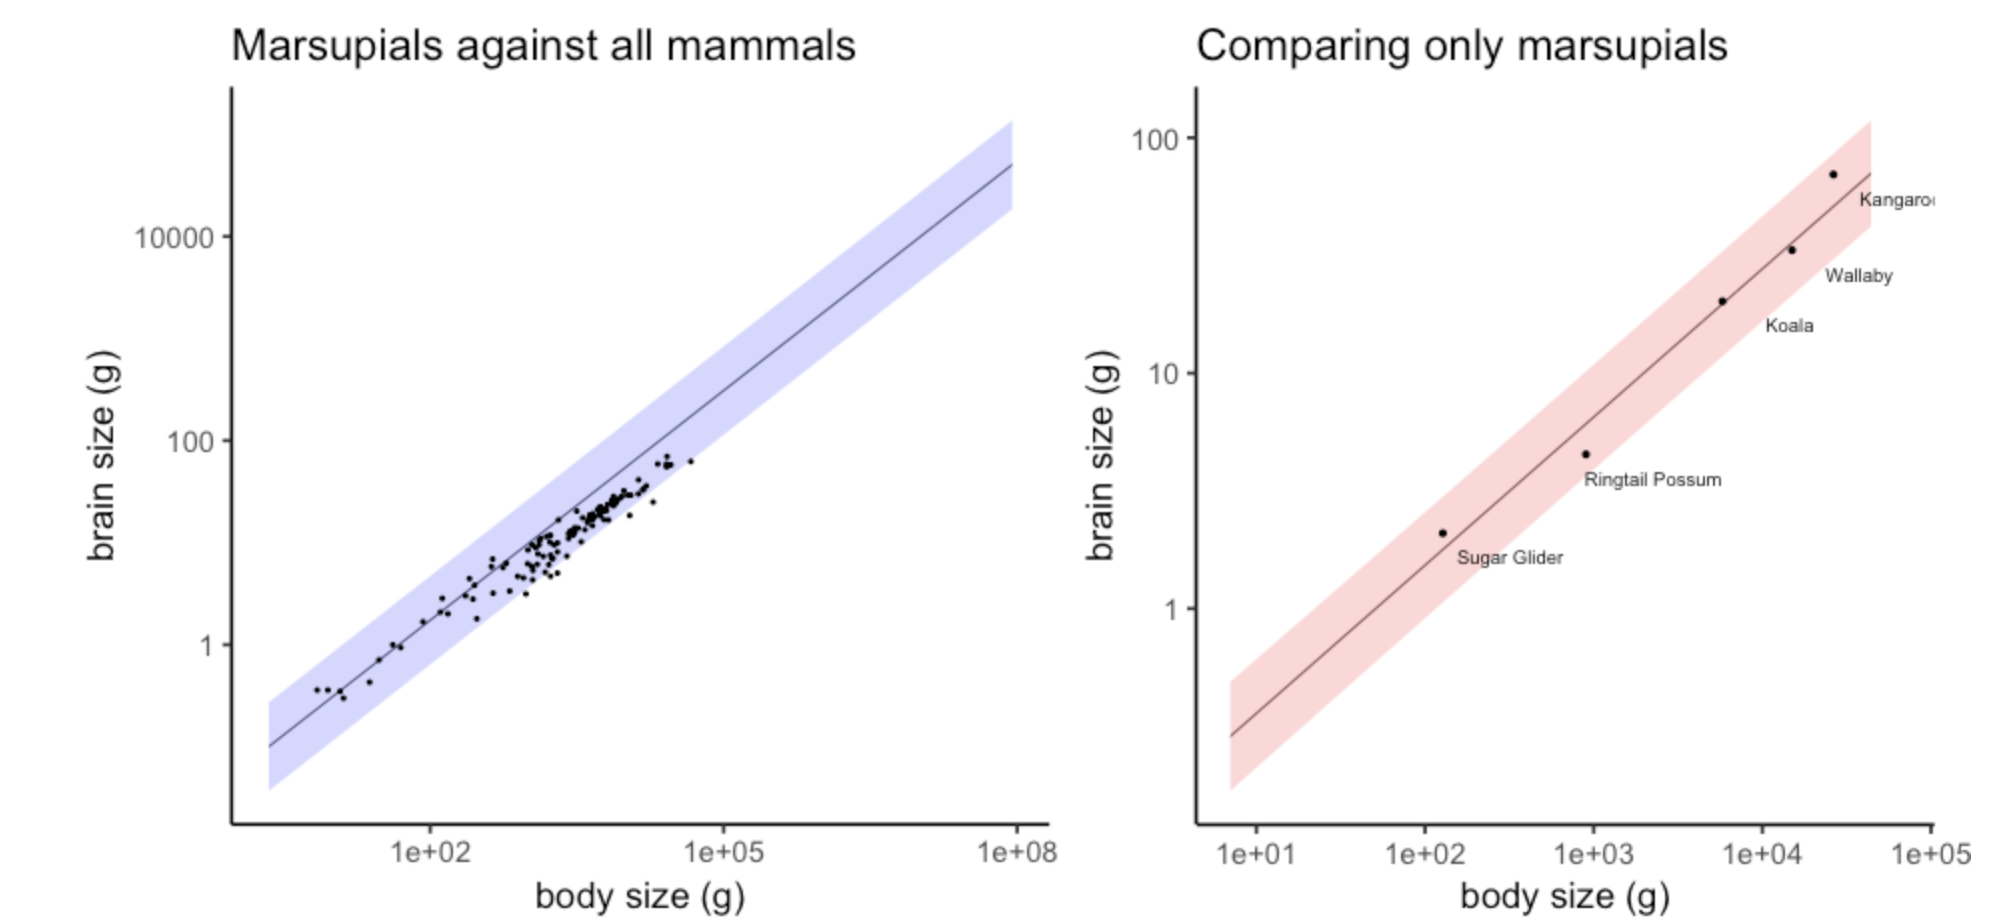 Marsupials against all mammals
10000
100
1
brain size (g)
1e+02
1e+05
1e+08
body size (g)
Comparing only marsupials
100
10
1
brain size (g)
Kangaro
Wallaby
Koala
Ringtail Possum
Sugar Glider
1e+01
1e+02
1e+03
1e+04
1e+05
body size (g)